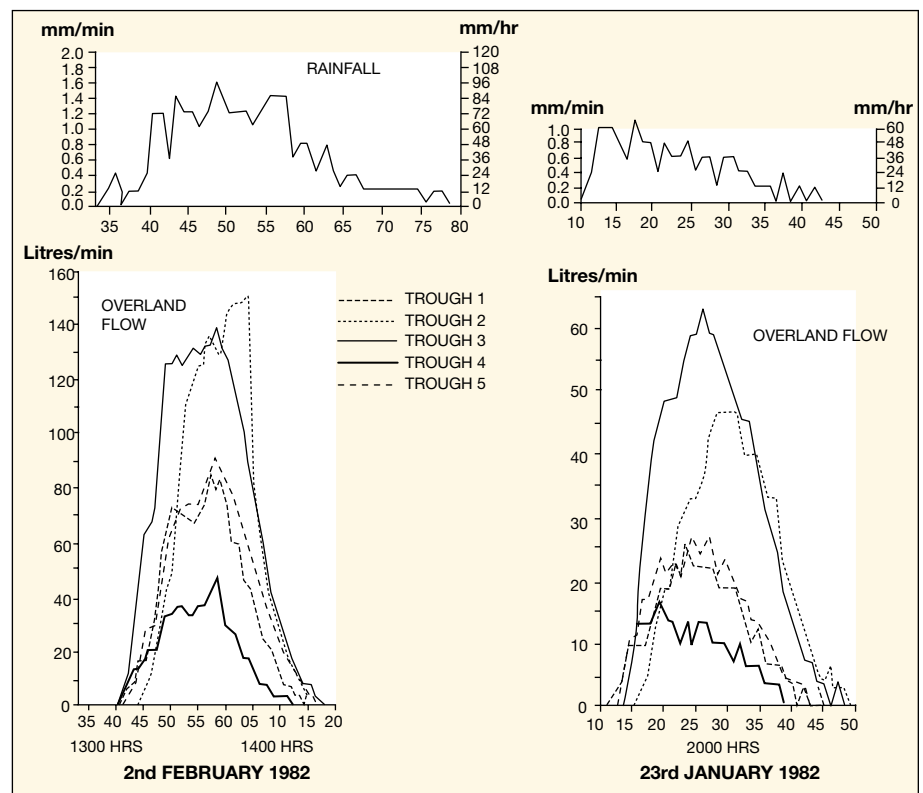 mm/min
mm/hr
2.0
1.8
1.6
1.4
1.2
1.0
0.8
0.6
0.4
0.2
0.0
RAINFALL
120
108
96
84
72
60
48
36
24
12
0
35 40 45 50 55 60 65 70 75 80
mm/min
mm/hr
1.0
0.8
0.6
0.4
0.2
0.0
60
48
36
24
12
0
10 15 20 25 30 35 40 45 50
Litres/min
160
140
120
100
80
60
40
20
0
OVERLAND
FLOW
TROUGH 1
TROUGH 2
TROUGH 3
TROUGH 4
TROUGH 5
35 40 45 50 55 60 05 10 15 20
1300 HRS 1400 HRS
2nd FEBRUARY 1982
Litres/min
60
50
40
30
20
10
0
OVERLAND FLOW
10 15 20 25 30 35 40 45 50
2000 HRS
23rd JANUARY 1982